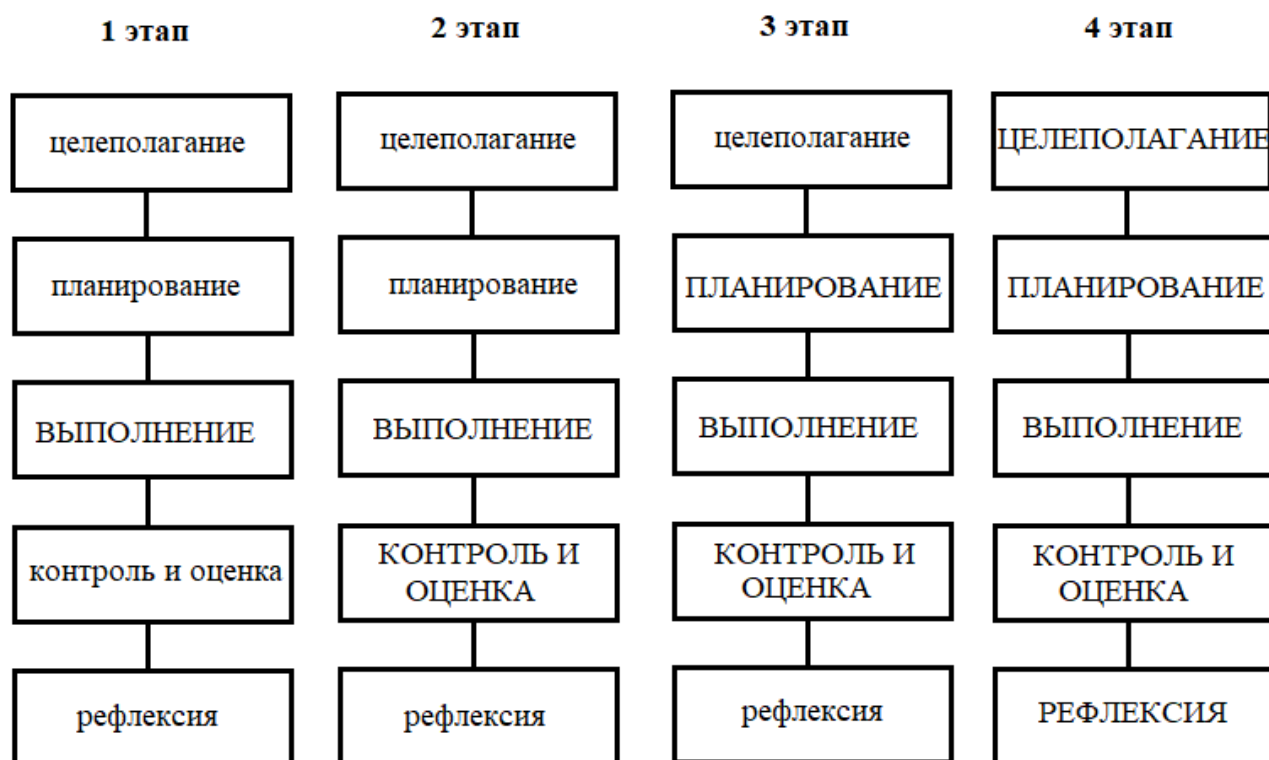 1 этап
2 этап
3 этап
4 этап
целеполагание
целеполагание
целеполагание
ЦЕЛЕПОЛАГАНИЕ
планирование
планирование
ПЛАНИРОВАНИЕ
ПЛАНИРОВАНИЕ
ВЫПОЛНЕНИЕ
ВЫПОЛНЕНИЕ
ВЫПОЛНЕНИЕ
ВЫПОЛНЕНИЕ
контроль и оценка
КОНТРОЛЬ И
ОЦЕНКА
КОНТРОЛЬ И
ОЦЕНКА
КОНТРОЛЬ И
ОЦЕНКА
рефлексия
рефлексия
рефлексия
РЕФЛЕКСИЯ